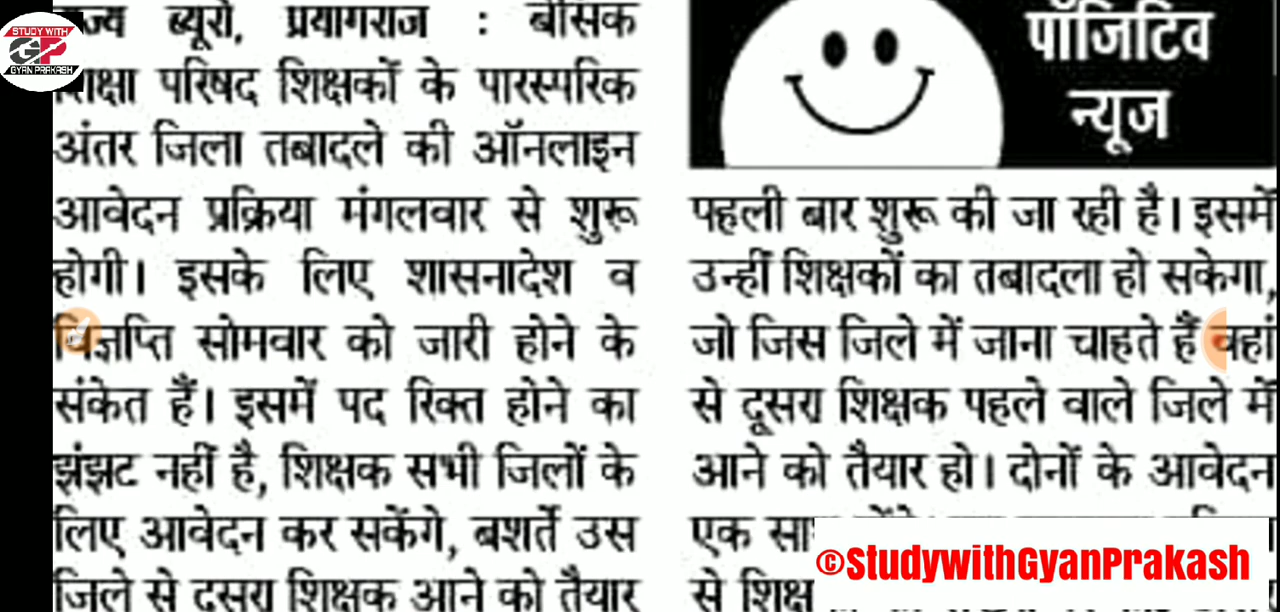 STUDY WITH
GP
GYAN PRAKASH
राज्य ब्यूरो, प्रयागराज : बेसिक
शिक्षा परिषद शिक्षकों के पारस्परिक
अंतर जिला तबादले की ऑनलाइन
आवेदन प्रक्रिया मंगलवार से शुरू
होगी। इसके लिए शासनादेश व
विज्ञप्ति सोमवार को जारी होने के
संकेत हैं। इसमें पद रिक्त होने का
झंझट नहीं है, शिक्षक सभी जिलों के
लिए आवेदन कर सकेंगे, बशर्ते उस
जिले से दूसरा शिक्षक आने को तैयार
पॉजिटिव
न्यूज
पहली बार शुरू की जा रही है। इसमें
उन्हीं शिक्षकों का तबादला हो सकेगा,
जो जिस जिले में जाना चाहते हैं वहां
से दूसरा शिक्षक पहले वाले जिले में
आने को तैयार हो। दोनों के आवेदन
एक
से
©StudywithGyanPrakash